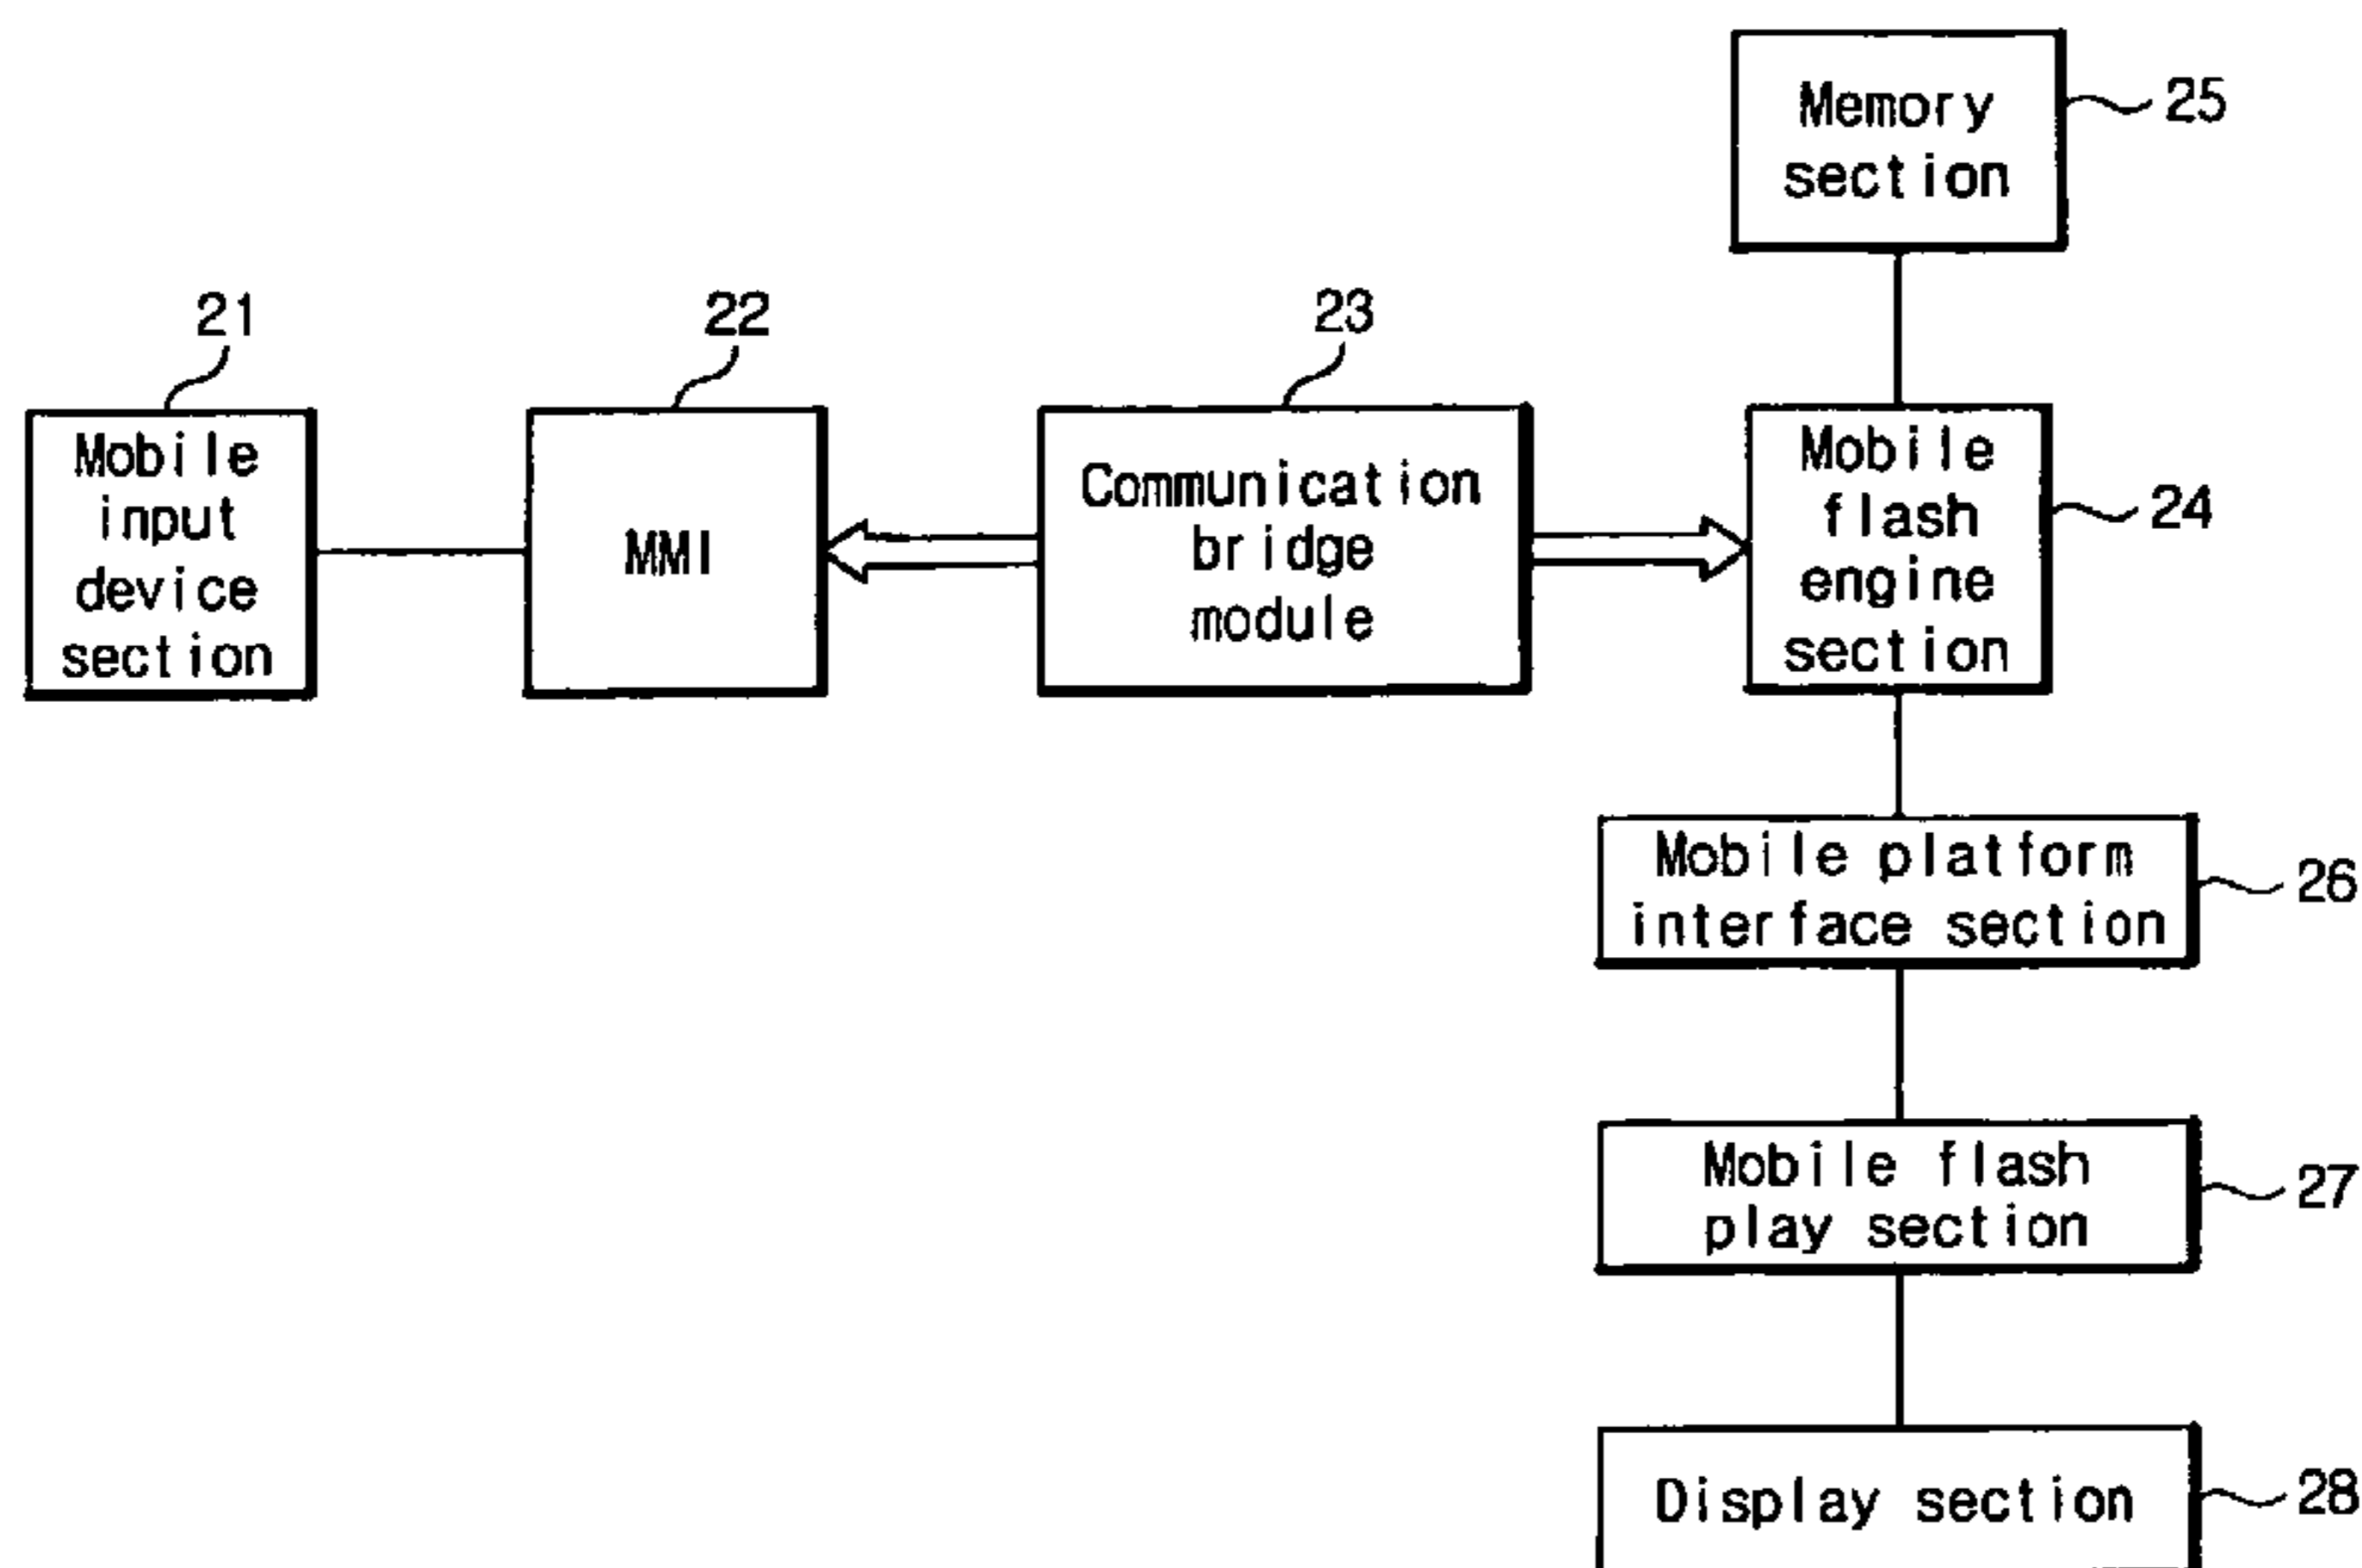 Memory
section
25
21
22
23
Mobile
input
device
section
MMI
Communication
bridge
module
Mobile
flash
engine
section
24
Mobile platform
interface section
26
Mobile flash
play section
27
Display section
28